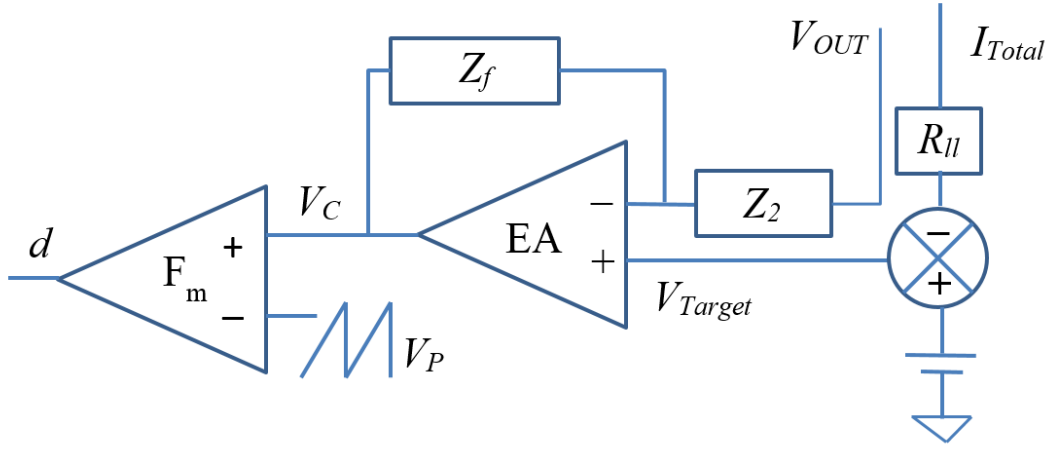 V_OUT
I_Total
Z_f
R_ll
V_C
EA
−
+
Z_2
−
+
d
F_m
+
−
V_Target
V_P